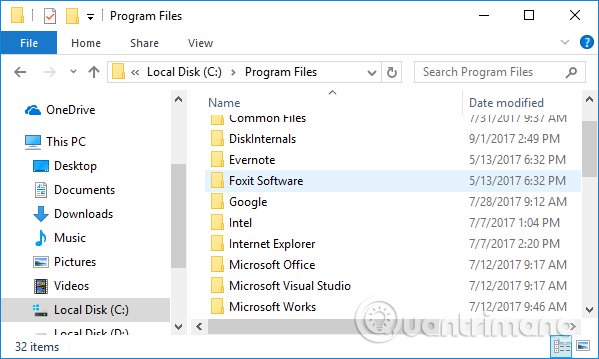 Program Files
File Home Share View
Local Disk (C:) Program Files Search Program Files
OneDrive
This PC
Desktop
Documents
Downloads
Music
Pictures
Videos
Local Disk (C:)
Local Disk (D:)
Name Date modified
Common Files 7/31/2017 9:37 AM
DiskInternals 9/1/2017 2:49 PM
Evernote 5/13/2017 6:32 PM
Foxit Software 5/13/2017 6:32 PM
Google 7/28/2017 9:12 AM
Intel 7/7/2017 1:04 PM
Internet Explorer 7/7/2017 2:20 PM
Microsoft Office 7/12/2017 9:17 AM
Microsoft Visual Studio 7/12/2017 9:17 AM
Microsoft Works 7/12/2017 9:46 AM
Quantrimang
32 items